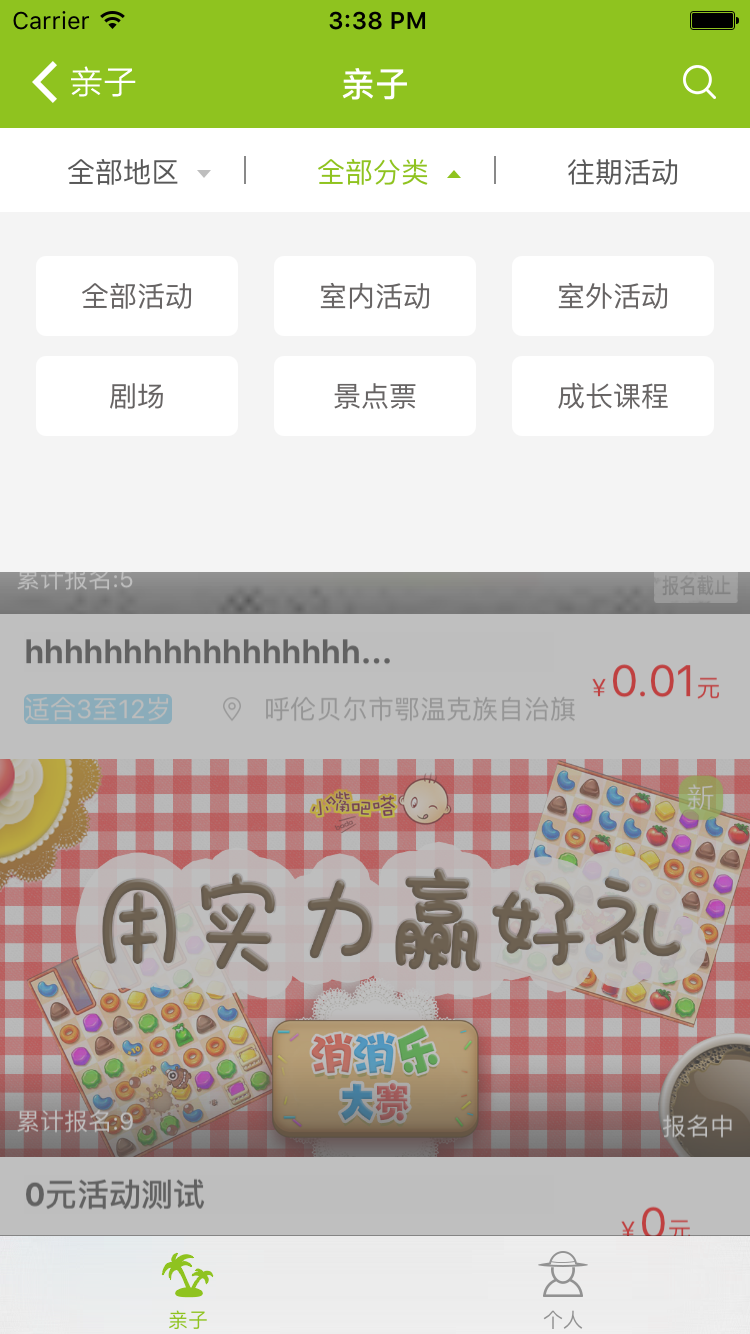 Carrier 3:38 PM
亲子 亲子
全部地区 全部分类 往期活动
全部活动 室内活动 室外活动
剧场 景点票 成长课程
累计报名:5 报名截止
hhhhhhhhhhhhhhhhh...
¥0.01元
适合3至12岁 呼伦贝尔市鄂温克族自治旗
小嘴吧嗒
新
用实力赢好礼
消消乐
大赛
累计报名:9 报名中
0元活动测试
¥0元
亲子 个人